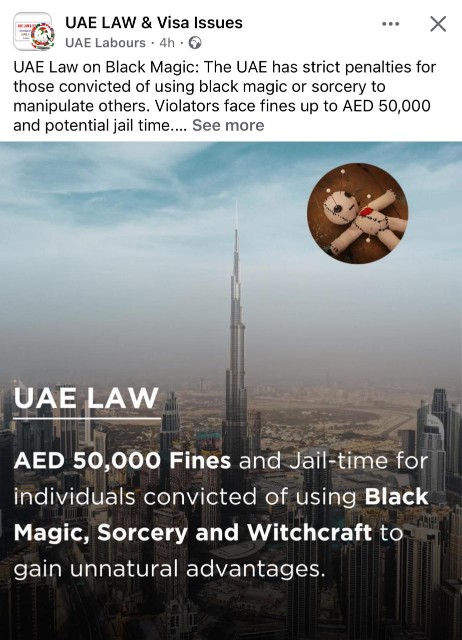 UAE LAW & Visa Issues
UAE Labours · 4h ·
UAE Law on Black Magic: The UAE has strict penalties for
those convicted of using black magic or sorcery to
manipulate others. Violators face fines up to AED 50,000
and potential jail time.... See more
UAE LAW
AED 50,000 Fines and Jail-time for
individuals convicted of using Black
Magic, Sorcery and Witchcraft to
gain unnatural advantages.